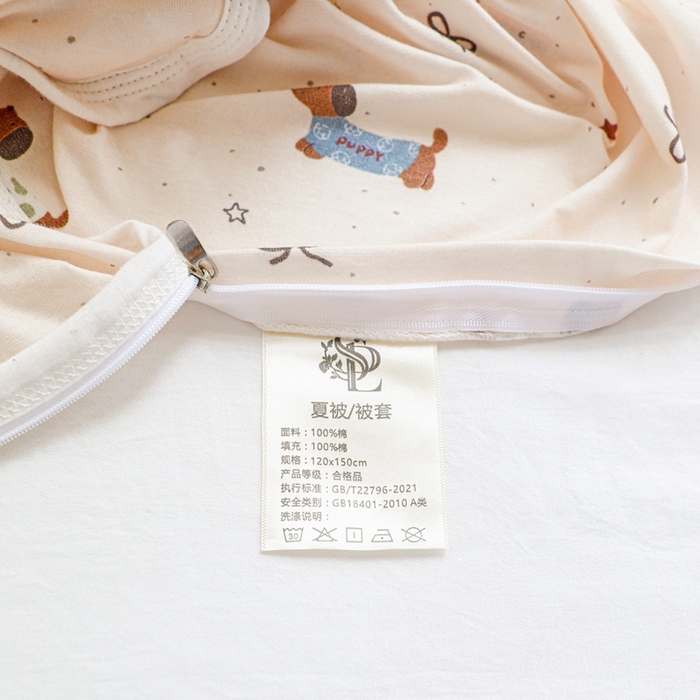 puppy
SL
夏被/被套
面料：100%棉
填充：100%棉
规格：120x150cm
产品等级：合格品
执行标准：GB/T22796-2021
安全类别：GB18401-2010 A类
洗涤说明：
30